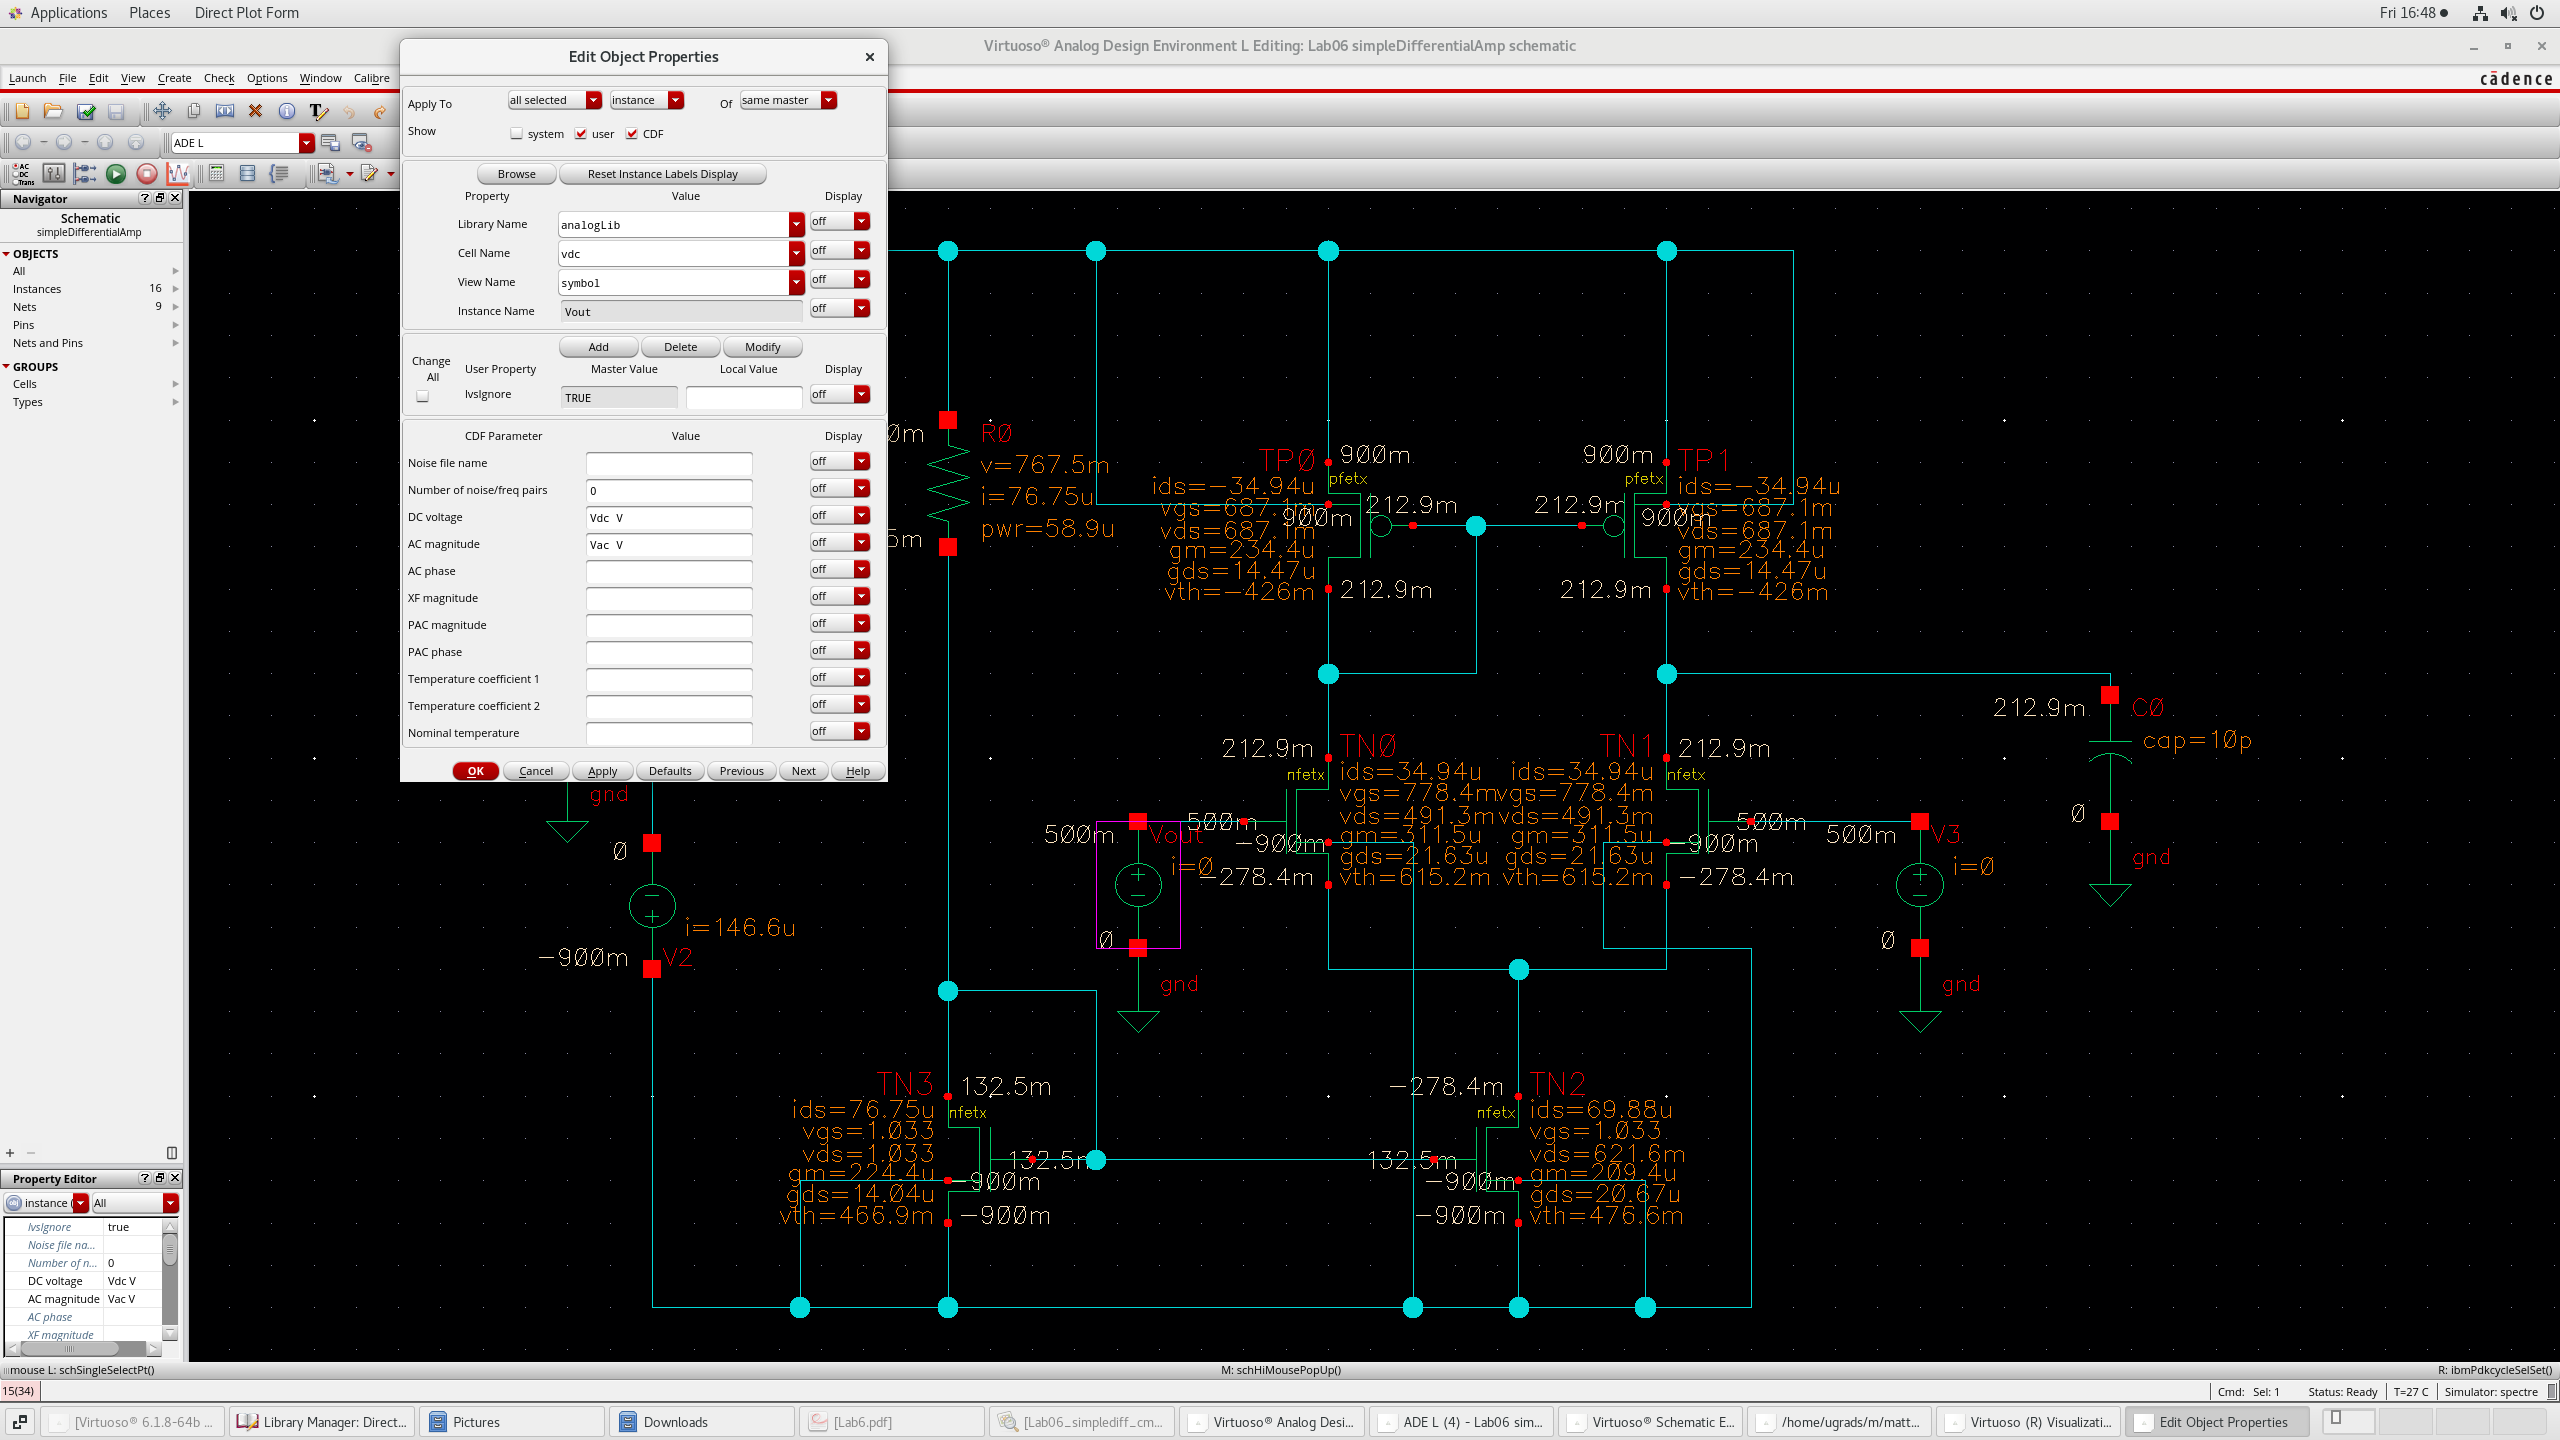 Applications Places Direct Plot Form
Fri 16:48
Virtuoso® Analog Design Environment L Editing: Lab06 simpleDifferentialAmp schematic
Launch File Edit View Create Check Options Window Calibre
cādence
ADE L
Navigator
Schematic
simpleDifferentialAmp
OBJECTS
All
Instances 16
Nets 9
Pins
Nets and Pins
GROUPS
Cells
Types
Edit Object Properties
Apply To all selected instance Of same master
Show system user CDF
Browse Reset Instance Labels Display
Property Value Display
Library Name analogLib off
Cell Name vdc off
View Name symbol off
Instance Name Vout off
Add Delete Modify
Change All
User Property Master Value Local Value Display
lvsIgnore TRUE off
CDF Parameter Value Display
Noise file name off
Number of noise/freq pairs 0 off
DC voltage Vdc V off
AC magnitude Vac V off
AC phase off
XF magnitude off
PAC magnitude off
PAC phase off
Temperature coefficient 1 off
Temperature coefficient 2 off
Nominal temperature off
OK Cancel Apply Defaults Previous Next Help
R0
v=767.5m
i=76.75u
pwr=58.9u
TP0
900m
pfetx
ids=-34.94u
vgs=687.1m
vds=687.1m
gm=234.4u
gds=14.47u
vth=-426m
900m
212.9m
212.9m
900m
TP1
pfetx
ids=-34.94u
vgs=687.1m
vds=687.1m
gm=234.4u
gds=14.47u
vth=-426m
212.9m
900m
212.9m
212.9m
TN0
nfetx
ids=34.94u
vgs=778.4m
vds=491.3m
gm=311.5u
gds=21.63u
vth=615.2m
500m
-900m
-278.4m
TN1
212.9m
nfetx
ids=34.94u
vgs=778.4m
vds=491.3m
gm=311.5u
gds=21.63u
vth=615.2m
500m
-900m
-278.4m
212.9m
C0
cap=10p
0
gnd
500m
Vout
i=0
0
gnd
500m
V3
i=0
0
gnd
gnd
0
i=146.6u
-900m
V2
TN3
132.5m
nfetx
ids=76.75u
vgs=1.033
vds=1.033
gm=224.4u
gds=14.04u
vth=466.9m
132.5m
-900m
-900m
-278.4m
TN2
nfetx
ids=69.88u
vgs=1.033
vds=621.6m
gm=209.4u
gds=20.67u
vth=476.6m
132.5m
-900m
-900m
Property Editor
instance ( All
lvsIgnore true
Noise file na...
Number of n... 0
DC voltage Vdc V
AC magnitude Vac V
AC phase
XF magnitude
mouse L: schSingleSelectPt() M: schHiMousePopUp() R: ibmPdkcycleSelSet()
15(34)
Cmd: Sel: 1 Status: Ready T=27 C Simulator: spectre
[Virtuoso® 6.1.8-64b ... Library Manager: Direct... Pictures Downloads [Lab6.pdf] [Lab06_simplediff_cm... Virtuoso® Analog Desi... ADE L (4) - Lab06 sim... Virtuoso® Schematic E... /home/ugrads/m/matt... Virtuoso (R) Visualizati... Edit Object Properties